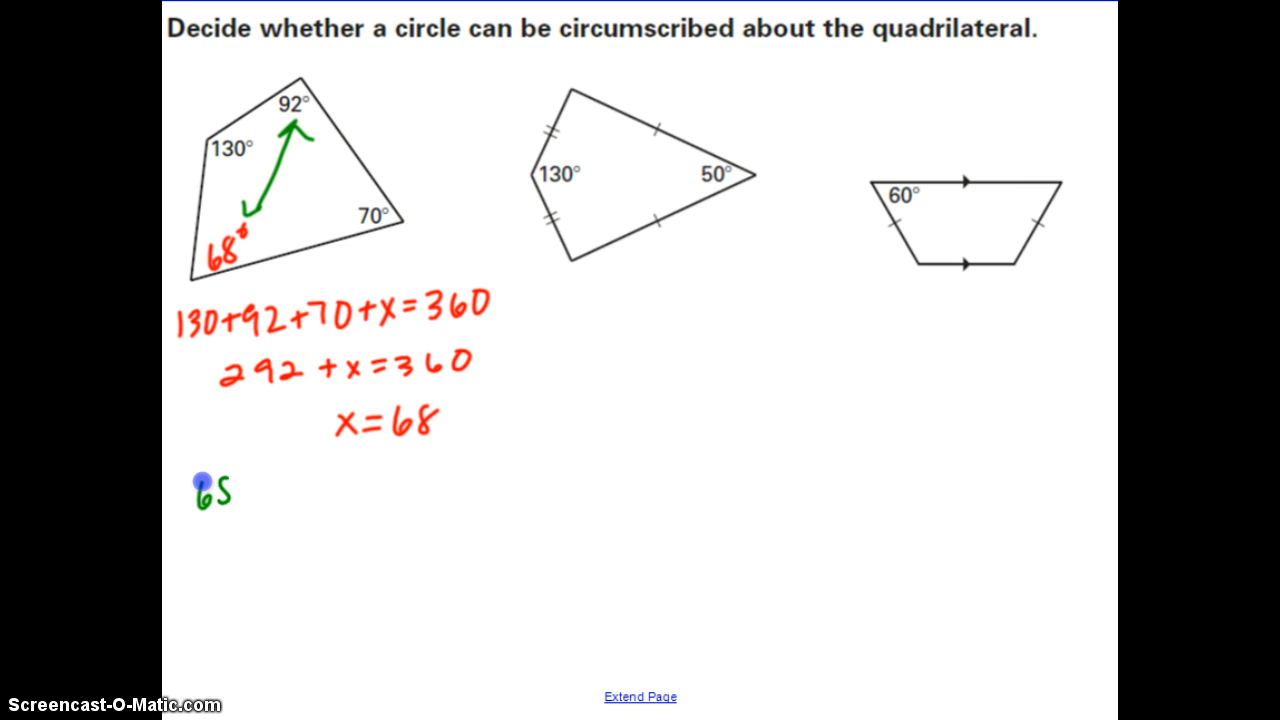 Decide whether a circle can be circumscribed about the quadrilateral.
92°
130°
70°
68°
130°
50°
60°
130+92+70+x=360
292+x=360
x=68
Extend Page
Screencast-O-Matic.com